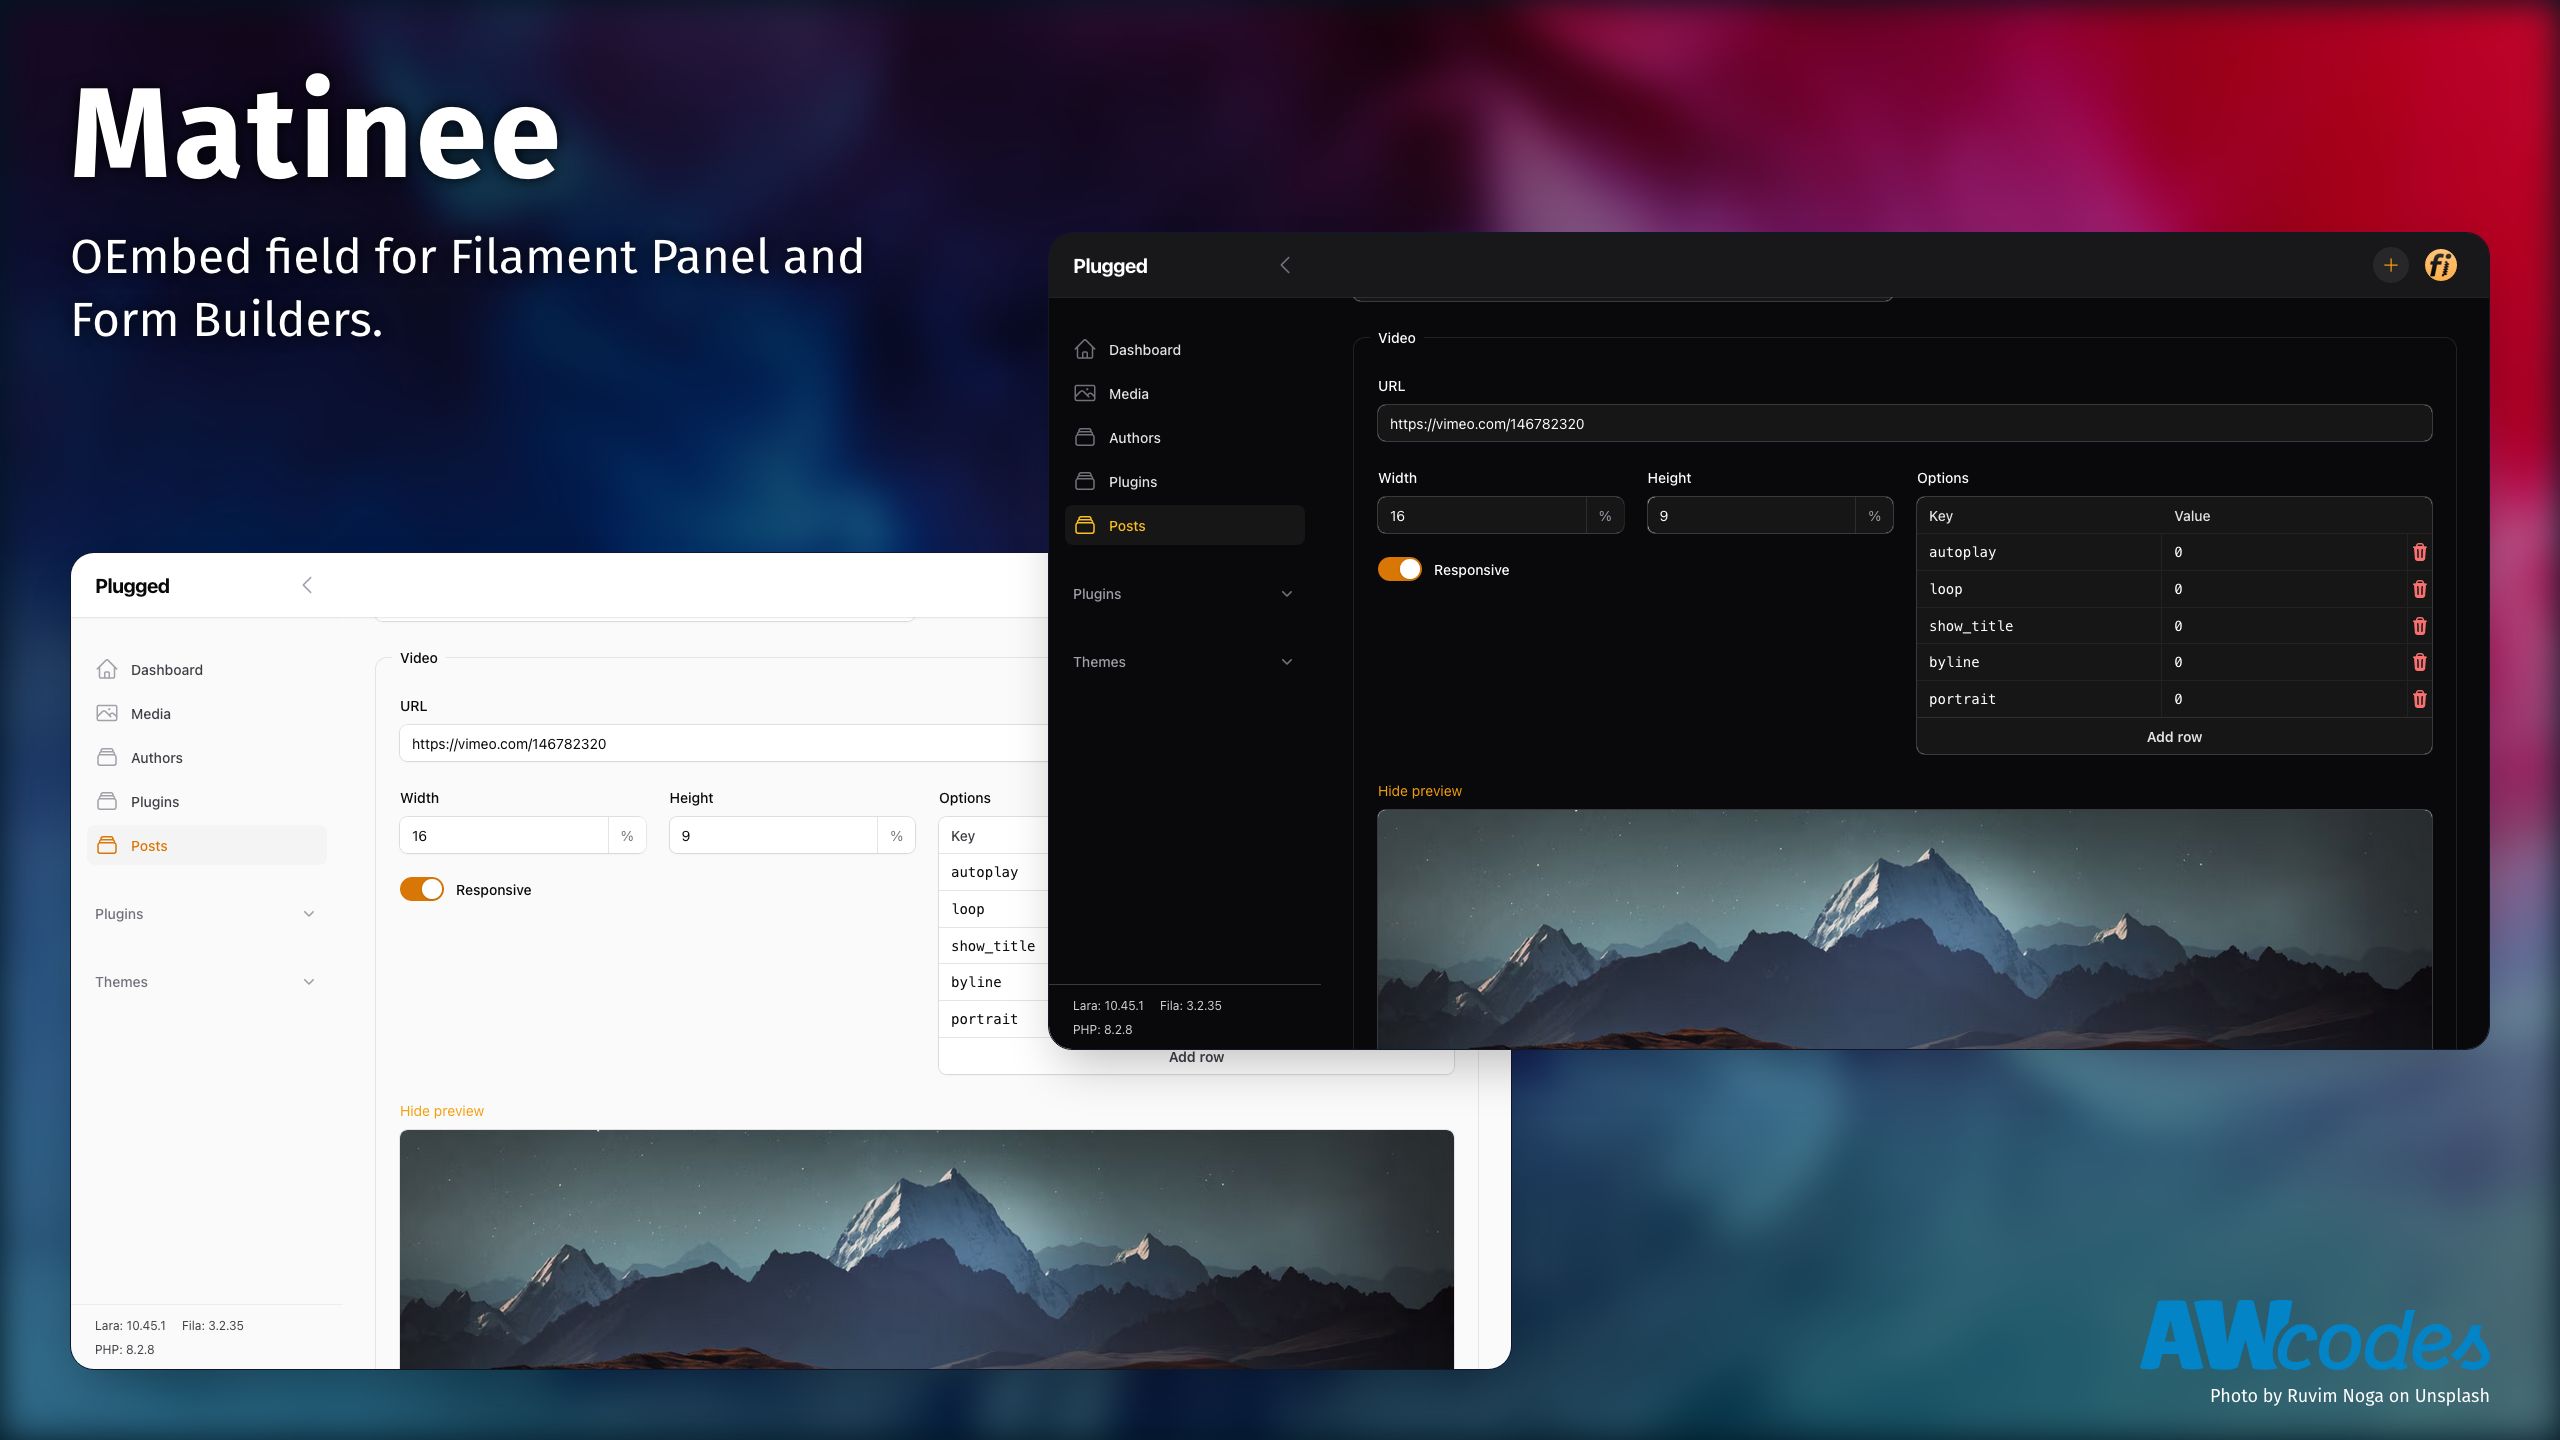 Matinee
OEmbed field for Filament Panel and
Form Builders.
Plugged
Dashboard
Media
Authors
Plugins
Posts
Plugins
Themes
Lara: 10.45.1 Fila: 3.2.35
PHP: 8.2.8
Video
URL
https://vimeo.com/146782320
Width Height Options
16 % 9 % Key
Responsive
autoplay
loop
show_title
byline
portrait
Add row
Hide preview
Plugged
fi
Dashboard
Media
Authors
Plugins
Posts
Plugins
Themes
Lara: 10.45.1 Fila: 3.2.35
PHP: 8.2.8
Video
URL
https://vimeo.com/146782320
Width Height Options
16 % 9 % Key Value
Responsive
autoplay 0
loop 0
show_title 0
byline 0
portrait 0
Add row
Hide preview
AWcodes
Photo by Ruvim Noga on Unsplash